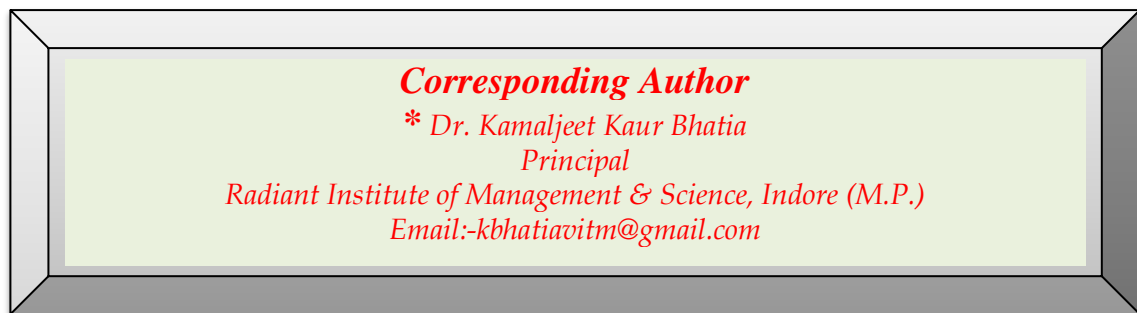 Corresponding Author
* Dr. Kamaljeet Kaur Bhatia
Principal
Radiant Institute of Management & Science, Indore (M.P.)
Email:-kbhatiavitm@gmail.com